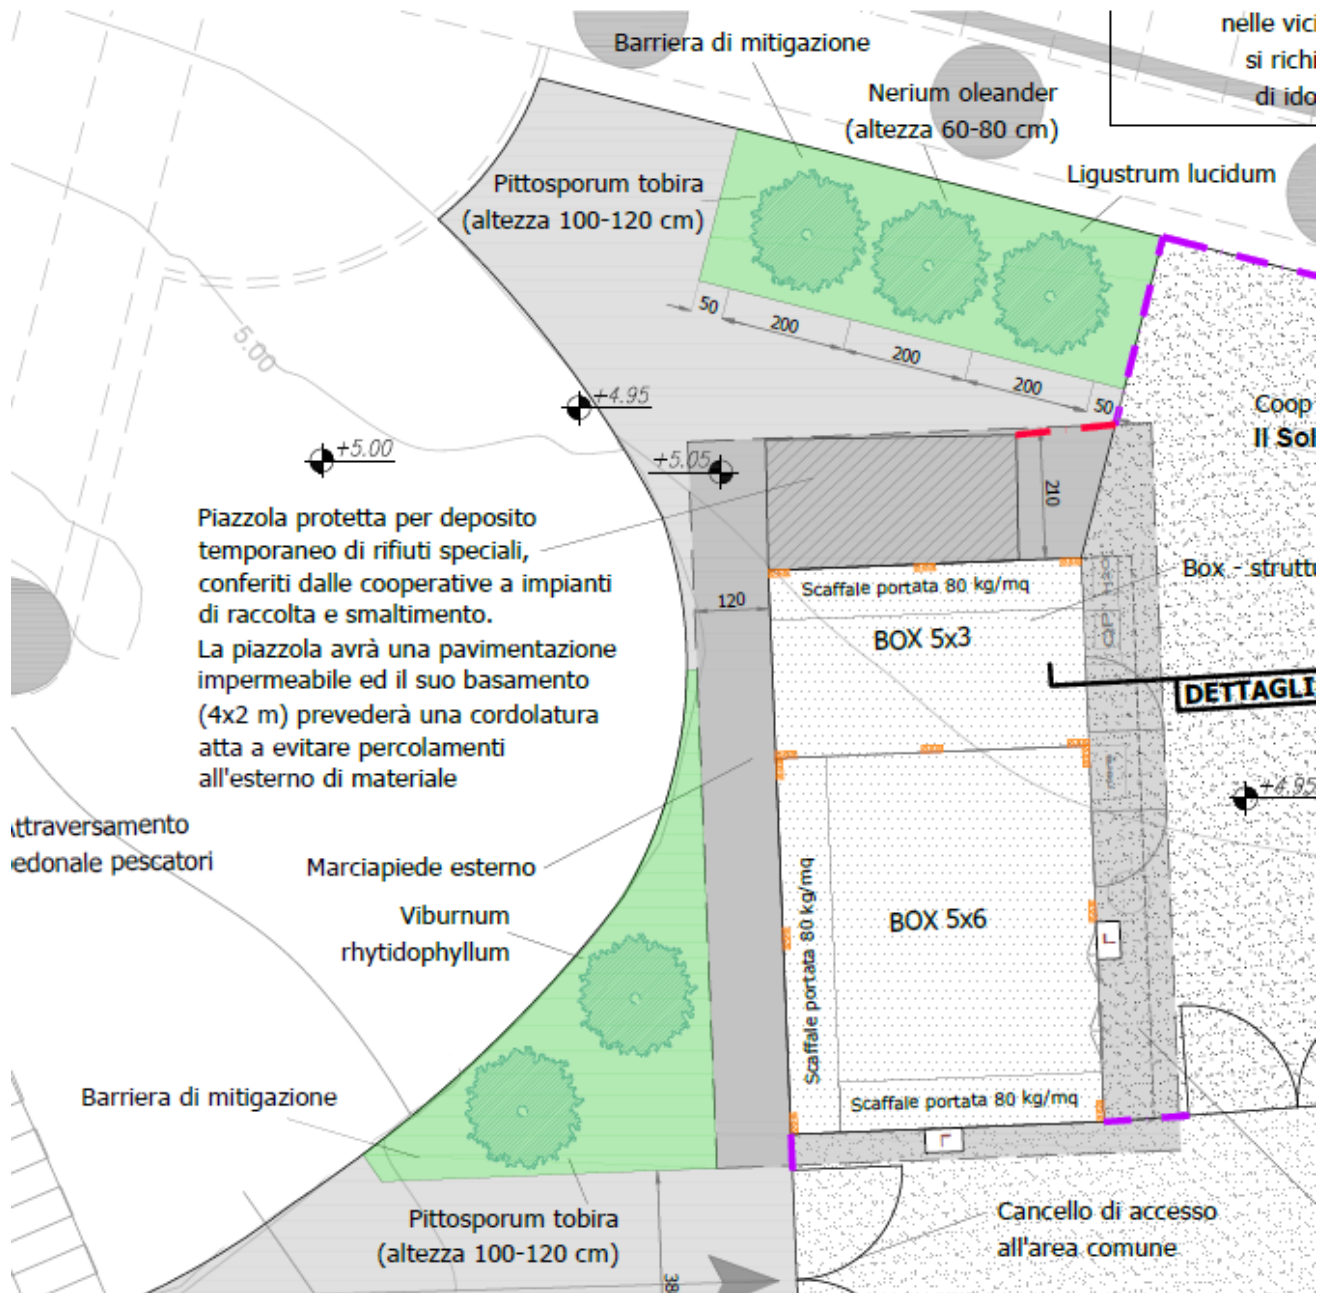 nelle vici
si richi
di ido
Barriera di mitigazione
Nerium oleander
(altezza 60-80 cm)
Ligustrum lucidum
Pittosporum tobira
(altezza 100-120 cm)
50
200
200
200
50
5.00
+4.95
+5.00
+5.05
Coop
Il Sol
210
Piazzola protetta per deposito
temporaneo di rifiuti speciali,
conferiti dalle cooperative a impianti
di raccolta e smaltimento.
La piazzola avrà una pavimentazione
impermeabile ed il suo basamento
(4x2 m) prevederà una cordolatura
atta a evitare percolamenti
all'esterno di materiale
Scaffale portata 80 kg/mq
Box - struttu
120
BOX 5x3
QP1
DETTAGLI
+4.95
ttraversamento
pedonale pescatori
Marciapiede esterno
Viburnum
rhytidophyllum
Scaffale portata 80 kg/mq
BOX 5x6
Barriera di mitigazione
Scaffale portata 80 kg/mq
Pittosporum tobira
(altezza 100-120 cm)
Cancello di accesso
all'area comune
38